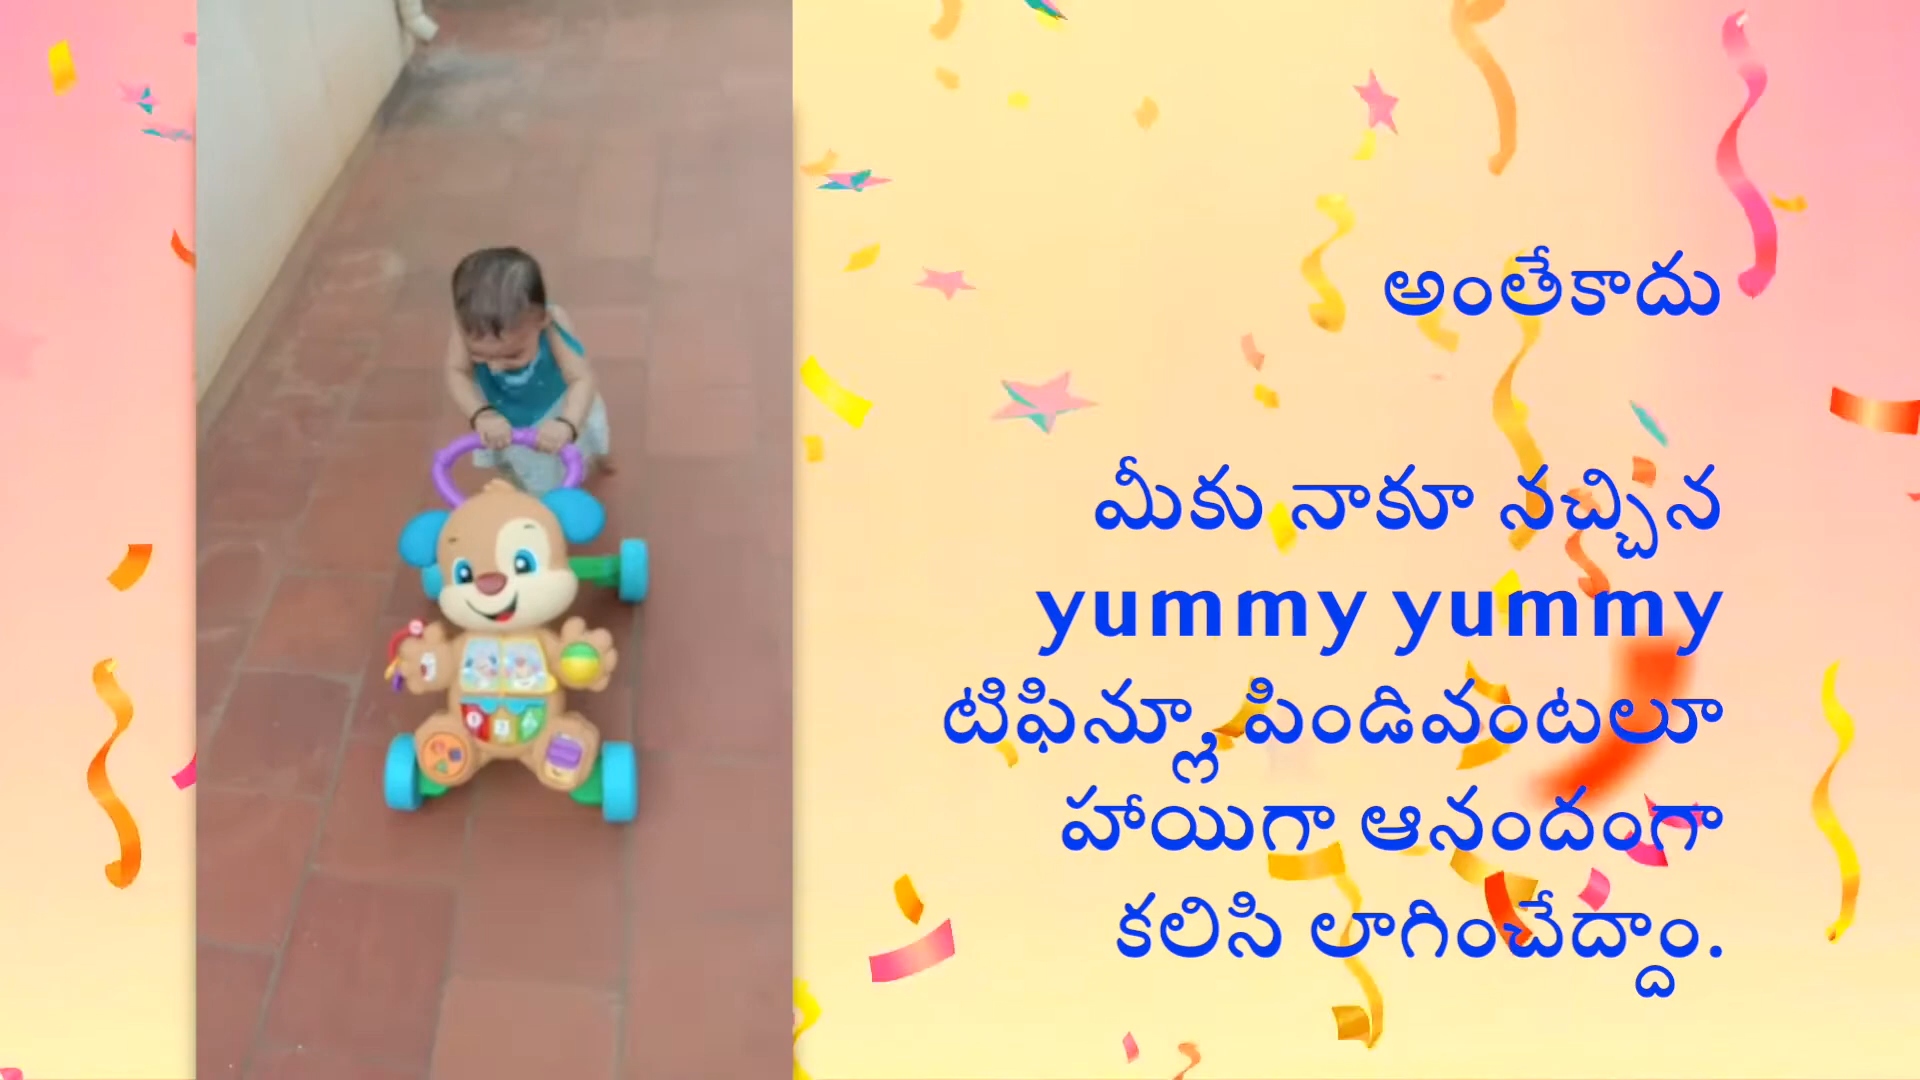 అంతేకాదు
మీకు నాకూ నచ్చిన
yummy yummy
టిఫిన్లూ, పిండివంటలూ
హాయిగా ఆనందంగా
కలిసి లాగించేద్దాం.